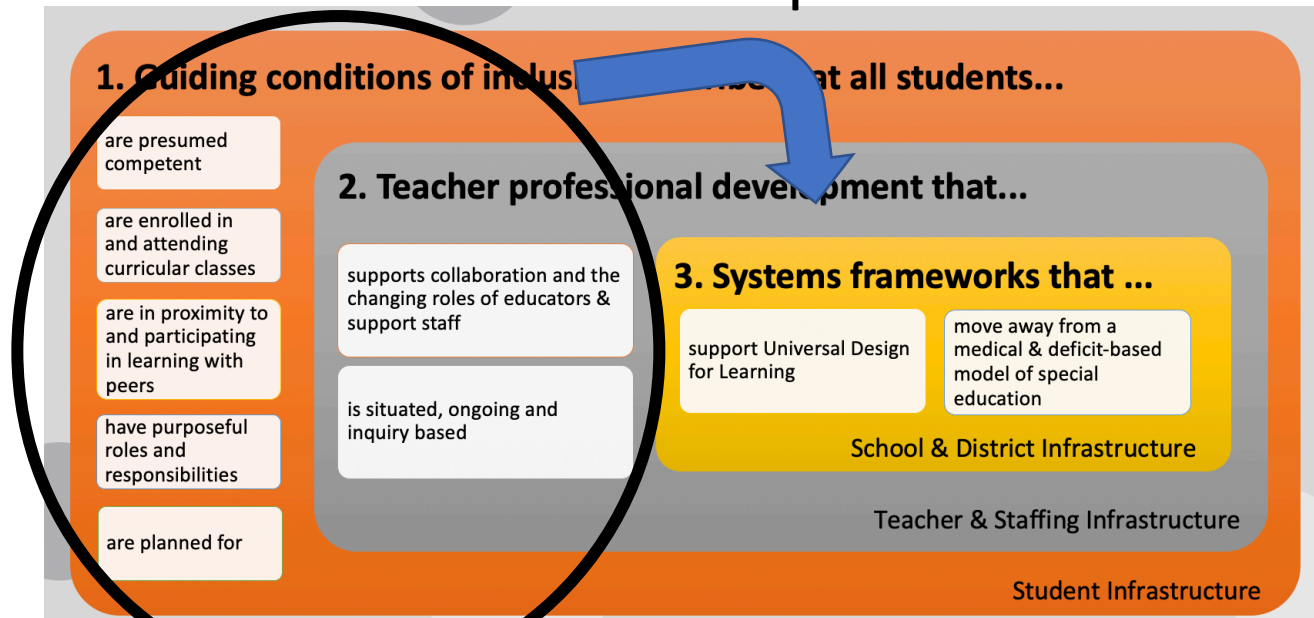 1. Guiding conditions of at all students...
are presumed
competent
are enrolled in
and attending
curricular classes
are in proximity to
and participating
in learning with
peers
have purposeful
roles and
responsibilities
are planned for
2. Teacher professional development that...
supports collaboration and the
changing roles of educators &
support staff
is situated, ongoing and
inquiry based
3. Systems frameworks that ...
support Universal Design
for Learning
move away from a
medical & deficit-based
model of special
education
School & District Infrastructure
Teacher & Staffing Infrastructure
Student Infrastructure